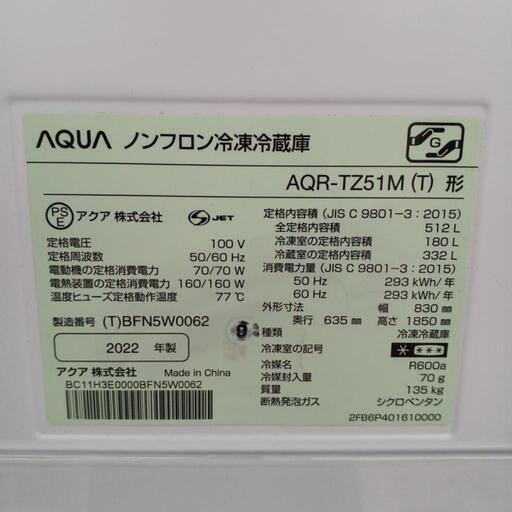 AQUA ノンフロン冷凍冷蔵庫
G
AQR-TZ51M (T) 形
PSE アクア 株式会社 S JET
定格電圧 100 V
定格周波数 50/60 Hz
電動機の定格消費電力 70/70 W
電熱装置の定格消費電力 160/160 W
温度ヒューズ定格動作温度 77℃
製造番号 (T)BFN5W0062
2022 年製
アクア 株式会社 Made in China
BC11H3E0000BFN5W0062
定格内容積 (JIS C 9801-3 : 2015)
全定格内容積 512 L
冷凍室の定格内容積 180 L
冷蔵室の定格内容積 332 L
消費電力量 (JIS C 9801-3 : 2015)
50 Hz 293 kWh/年
60 Hz 293 kWh/年
外形寸法 幅 830 mm
奥行 635 mm 高さ 1850 mm
種類 冷凍冷蔵庫
冷凍室の記号
冷媒名 R600a
冷媒封入量 70 g
質量 135 kg
断熱発泡ガス シクロペンタン
2FB6P401610000